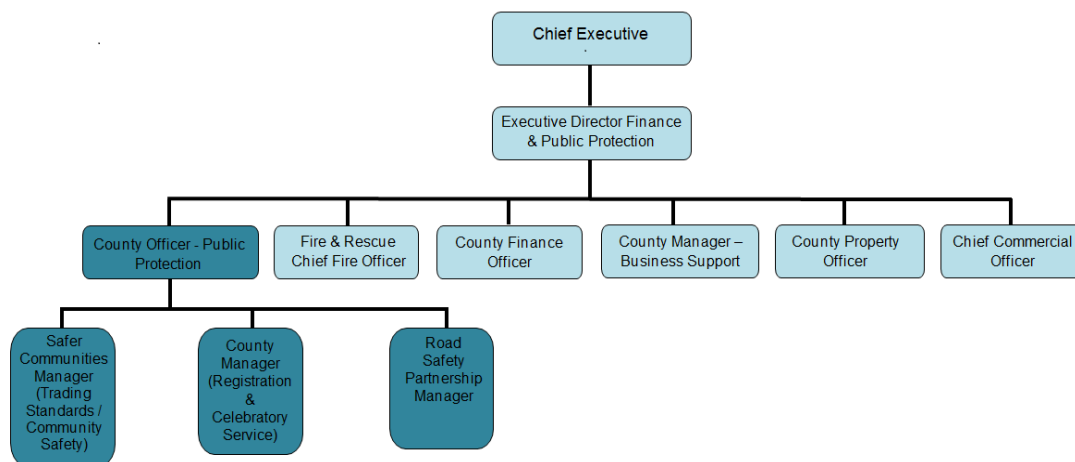 Chief Executive
.
.
Executive Director Finance
& Public Protection
County Officer - Public
Protection
Fire & Rescue
Chief Fire Officer
County Finance
Officer
County Manager –
Business Support
County Property
Officer
Chief Commercial
Officer
Safer
Communities
Manager
(Trading
Standards /
Community
Safety)
County
Manager
(Registration
&
Celebratory
Service)
Road
Safety
Partnership
Manager